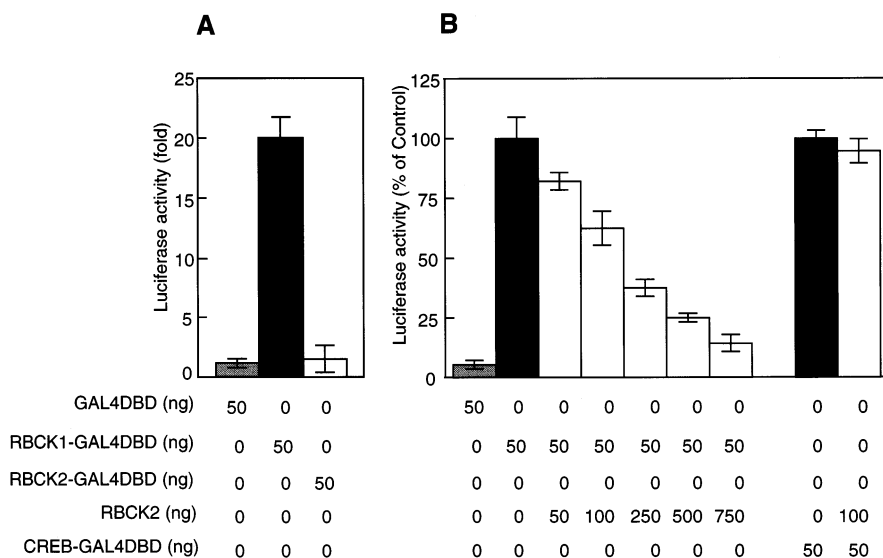 A B
Luciferase activity (fold)
25
20
15
10
5
0
Luciferase activity (% of Control)
125
100
75
50
25
0
GAL4DBD (ng) 50 0 0 50 0 0 0 0 0 0 0 0
RBCK1-GAL4DBD (ng) 0 50 0 0 50 50 50 50 50 50 0 0
RBCK2-GAL4DBD (ng) 0 0 50 0 0 0 0 0 0 0 0 0
RBCK2 (ng) 0 0 0 0 0 50 100 250 500 750 0 100
CREB-GAL4DBD (ng) 0 0 0 0 0 0 0 0 0 0 50 50